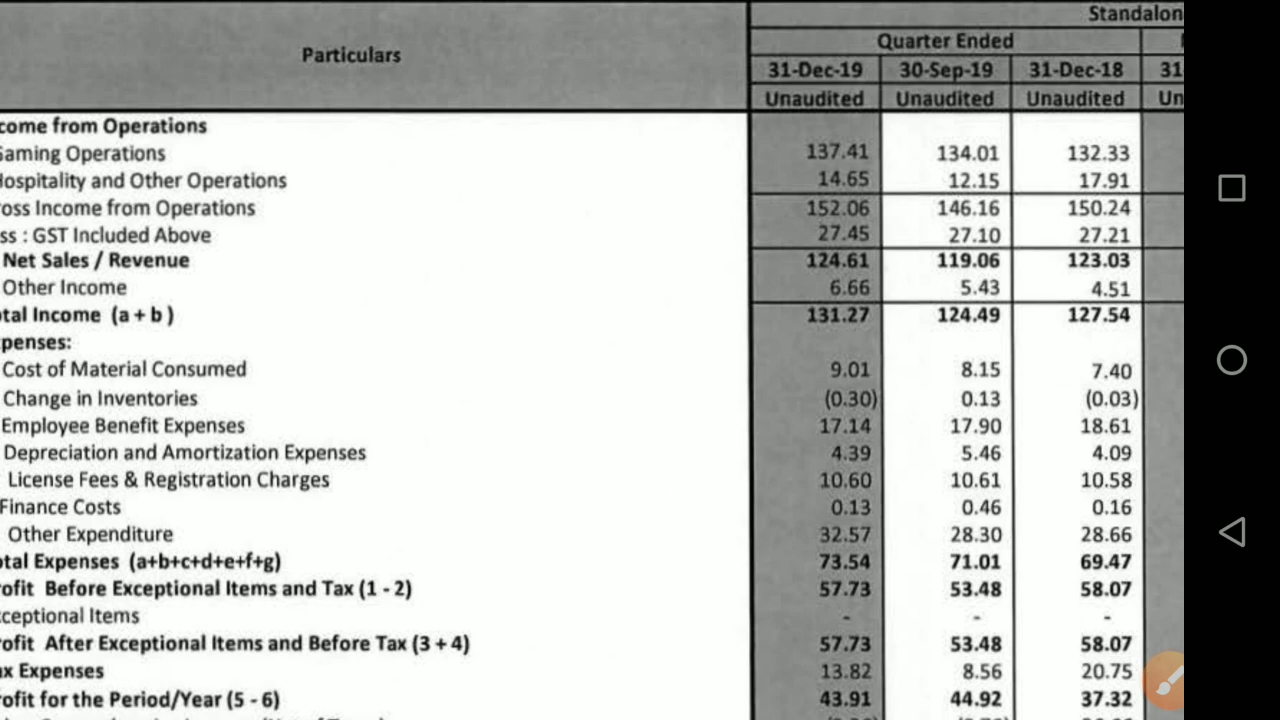 Standalon
Particulars
Quarter Ended
31-Dec-19 30-Sep-19 31-Dec-18 31
Unaudited Unaudited Unaudited Un
come from Operations
Gaming Operations 137.41 134.01 132.33
Hospitality and Other Operations 14.65 12.15 17.91
ross Income from Operations 152.06 146.16 150.24
ss : GST Included Above 27.45 27.10 27.21
Net Sales / Revenue 124.61 119.06 123.03
Other Income 6.66 5.43 4.51
tal Income (a + b ) 131.27 124.49 127.54
penses:
Cost of Material Consumed 9.01 8.15 7.40
Change in Inventories (0.30) 0.13 (0.03)
Employee Benefit Expenses 17.14 17.90 18.61
Depreciation and Amortization Expenses 4.39 5.46 4.09
License Fees & Registration Charges 10.60 10.61 10.58
Finance Costs 0.13 0.46 0.16
Other Expenditure 32.57 28.30 28.66
otal Expenses (a+b+c+d+e+f+g) 73.54 71.01 69.47
rofit Before Exceptional Items and Tax (1 - 2) 57.73 53.48 58.07
ceptional Items - - -
rofit After Exceptional Items and Before Tax (3 + 4) 57.73 53.48 58.07
ax Expenses 13.82 8.56 20.75
rofit for the Period/Year (5 - 6) 43.91 44.92 37.32